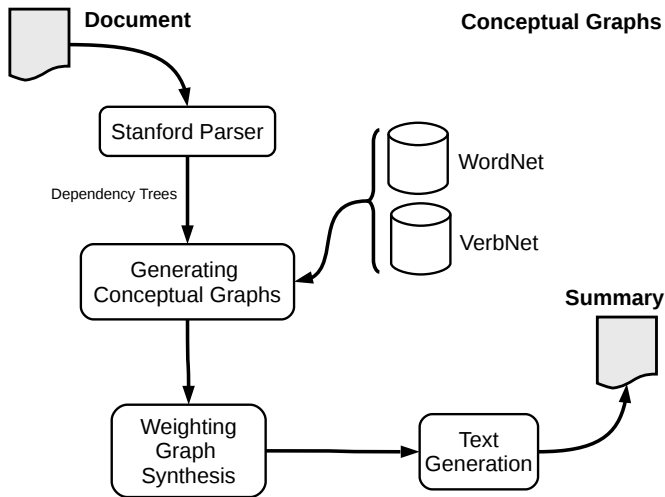 Document
Conceptual Graphs
Stanford Parser
WordNet
Dependency Trees
VerbNet
Generating
Conceptual Graphs
Summary
Weighting
Graph
Synthesis
Text
Generation